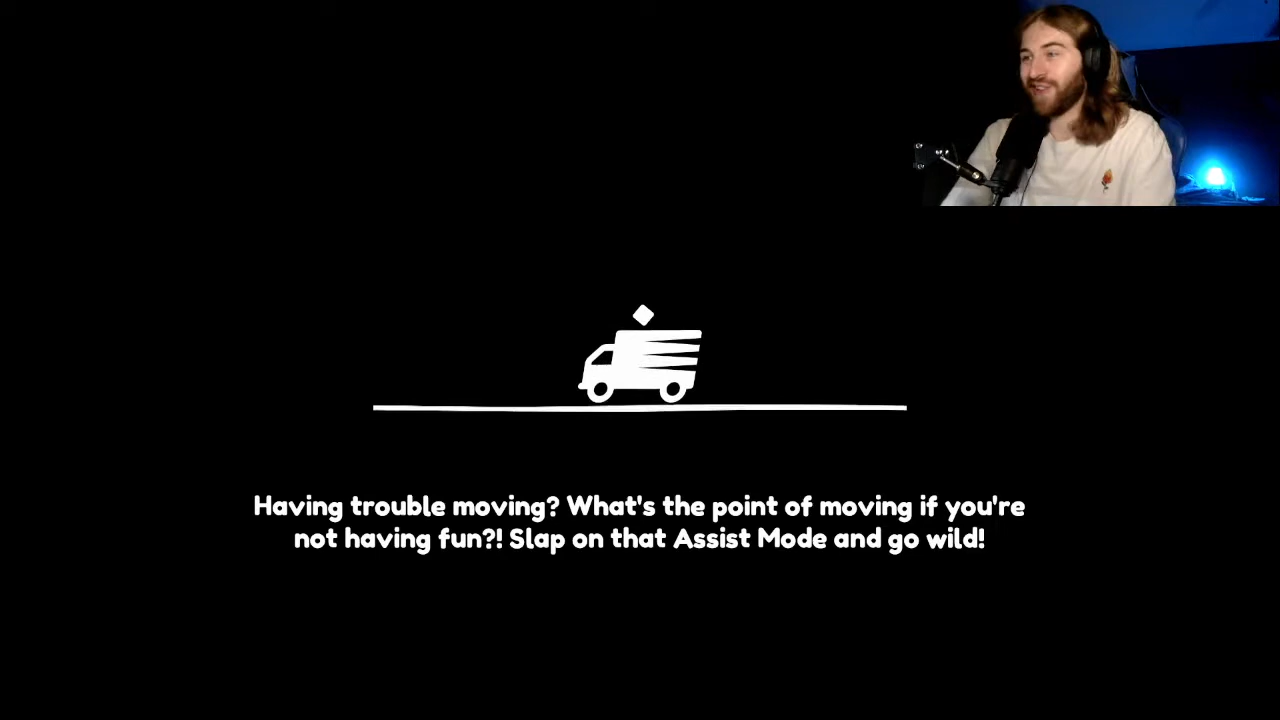 Having trouble moving? What's the point of moving if you're
not having fun?! Slap on that Assist Mode and go wild!